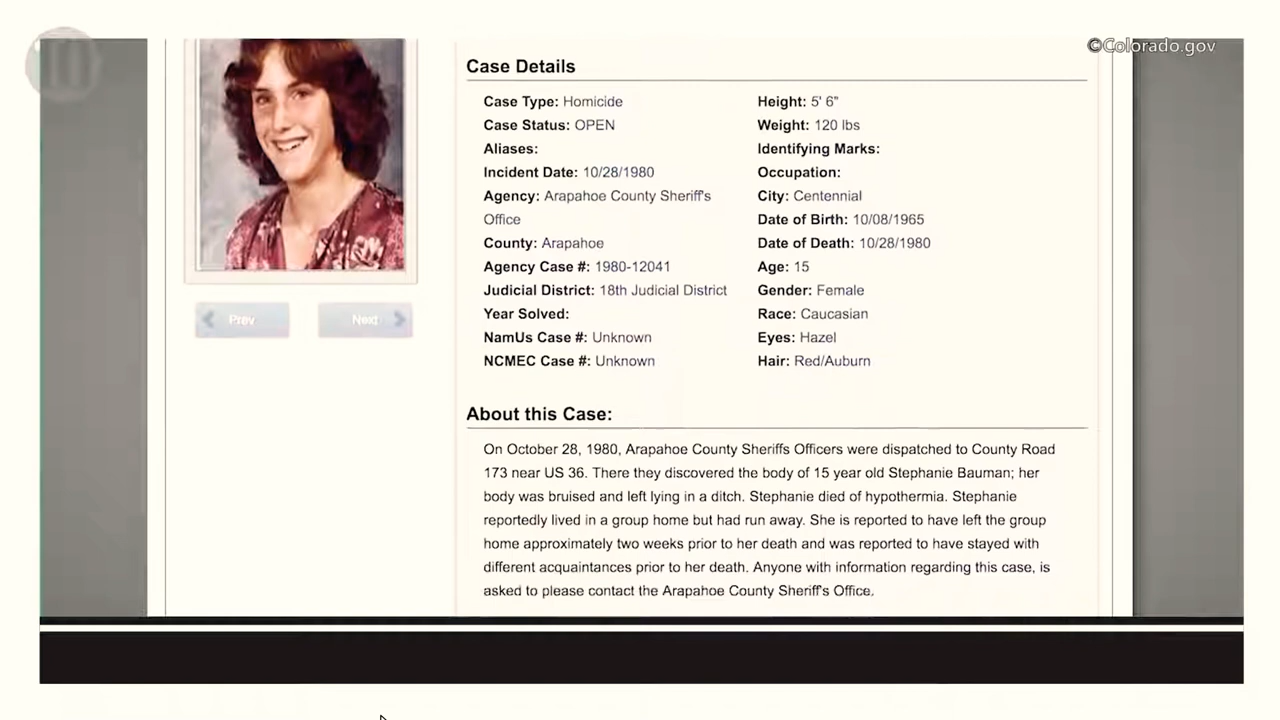 10
©Colorado.gov
Case Details
Case Type: Homicide
Case Status: OPEN
Aliases:
Incident Date: 10/28/1980
Agency: Arapahoe County Sheriff's
Office
County: Arapahoe
Agency Case #: 1980-12041
Judicial District: 18th Judicial District
Year Solved:
NamUs Case #: Unknown
NCMEC Case #: Unknown
Height: 5' 6"
Weight: 120 lbs
Identifying Marks:
Occupation:
City: Centennial
Date of Birth: 10/08/1965
Date of Death: 10/28/1980
Age: 15
Gender: Female
Race: Caucasian
Eyes: Hazel
Hair: Red/Auburn
Prev
Next
About this Case:
On October 28, 1980, Arapahoe County Sheriffs Officers were dispatched to County Road
173 near US 36. There they discovered the body of 15 year old Stephanie Bauman; her
body was bruised and left lying in a ditch. Stephanie died of hypothermia. Stephanie
reportedly lived in a group home but had run away. She is reported to have left the group
home approximately two weeks prior to her death and was reported to have stayed with
different acquaintances prior to her death. Anyone with information regarding this case, is
asked to please contact the Arapahoe County Sheriff's Office.